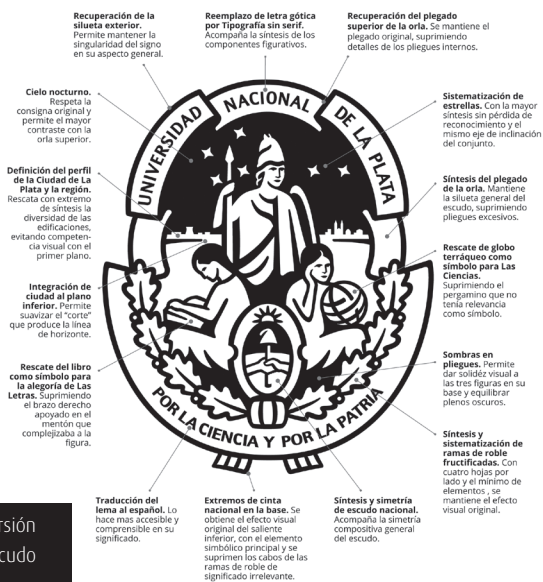 Recuperación de la
silueta exterior.
Permite mantener la
singularidad del signo
en su aspecto general.
Reemplazo de letra gótica
por Tipografía sin serif.
Acompaña la síntesis de los
componentes figurativos.
Recuperación del plegado
superior de la orla. Se mantiene el
plegado original, suprimiendo
detalles de los pliegues internos.
Cielo nocturno.
Respeta la
consigna original y
permite el mayor
contraste con la
orla superior.
Definición del perfil
de la Ciudad de La
Plata y la región.
Rescata con extremo
de síntesis la
diversidad de las
edificaciones,
evitando competen-
cia visual con el
primer plano.
Integración de
ciudad al plano
inferior. Permite
suavizar el "corte"
que produce la línea
de horizonte.
Rescate del libro
como símbolo para
la alegoría de Las
Letras. Suprimiendo
el brazo derecho
apoyado en el
mentón que
complejizaba a la
figura.
UNIVERSIDAD NACIONAL DE LA PLATA
POR LA CIENCIA Y POR LA PATRIA
Sistematización de
estrellas. Con la mayor
síntesis sin pérdida de
reconocimiento y el
mismo eje de inclinación
del conjunto.
Síntesis del plegado
de la orla. Mantiene
la silueta general del
escudo, suprimiendo
pliegues excesivos.
Rescate de globo
terráqueo como
símbolo para Las
Ciencias.
Suprimiendo el
pergamino que no
tenía relevancia
como símbolo.
Sombras en
pliegues. Permite
dar solidéz visual a
las tres figuras en su
base y equilibrar
plenos oscuros.
Síntesis y
sistematización de
ramas de roble
fructificadas. Con
cuatro hojas por
lado y el mínimo de
elementos , se
mantiene el efecto
visual original.
Traducción del
lema al español. Lo
hace mas accesible y
comprensible en su
significado.
Extremos de cinta
nacional en la base. Se
obtiene el efecto visual
original del saliente
inferior, con el elemento
simbólico principal y se
suprimen los cabos de las
ramas de roble de
significado irrelevante.
Síntesis y simetría
de escudo nacional.
Acompaña la simetría
compositiva general
del escudo.
rsión
cudo